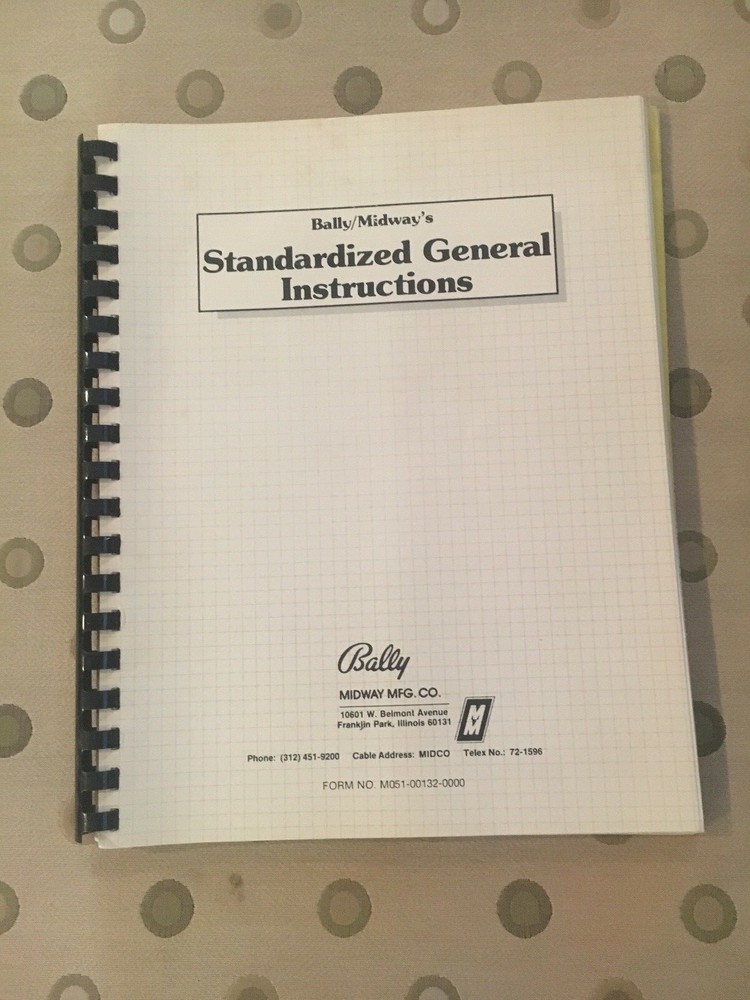 Bally/Midway's
Standardized General
Instructions
Bally
MIDWAY MFG. CO.
10601 W. Belmont Avenue
Franklin Park, Illinois 60131
M
M
Phone: (312) 451-9200 Cable Address: MIDCO Telex No.: 72-1596
FORM NO. M051-00132-0000